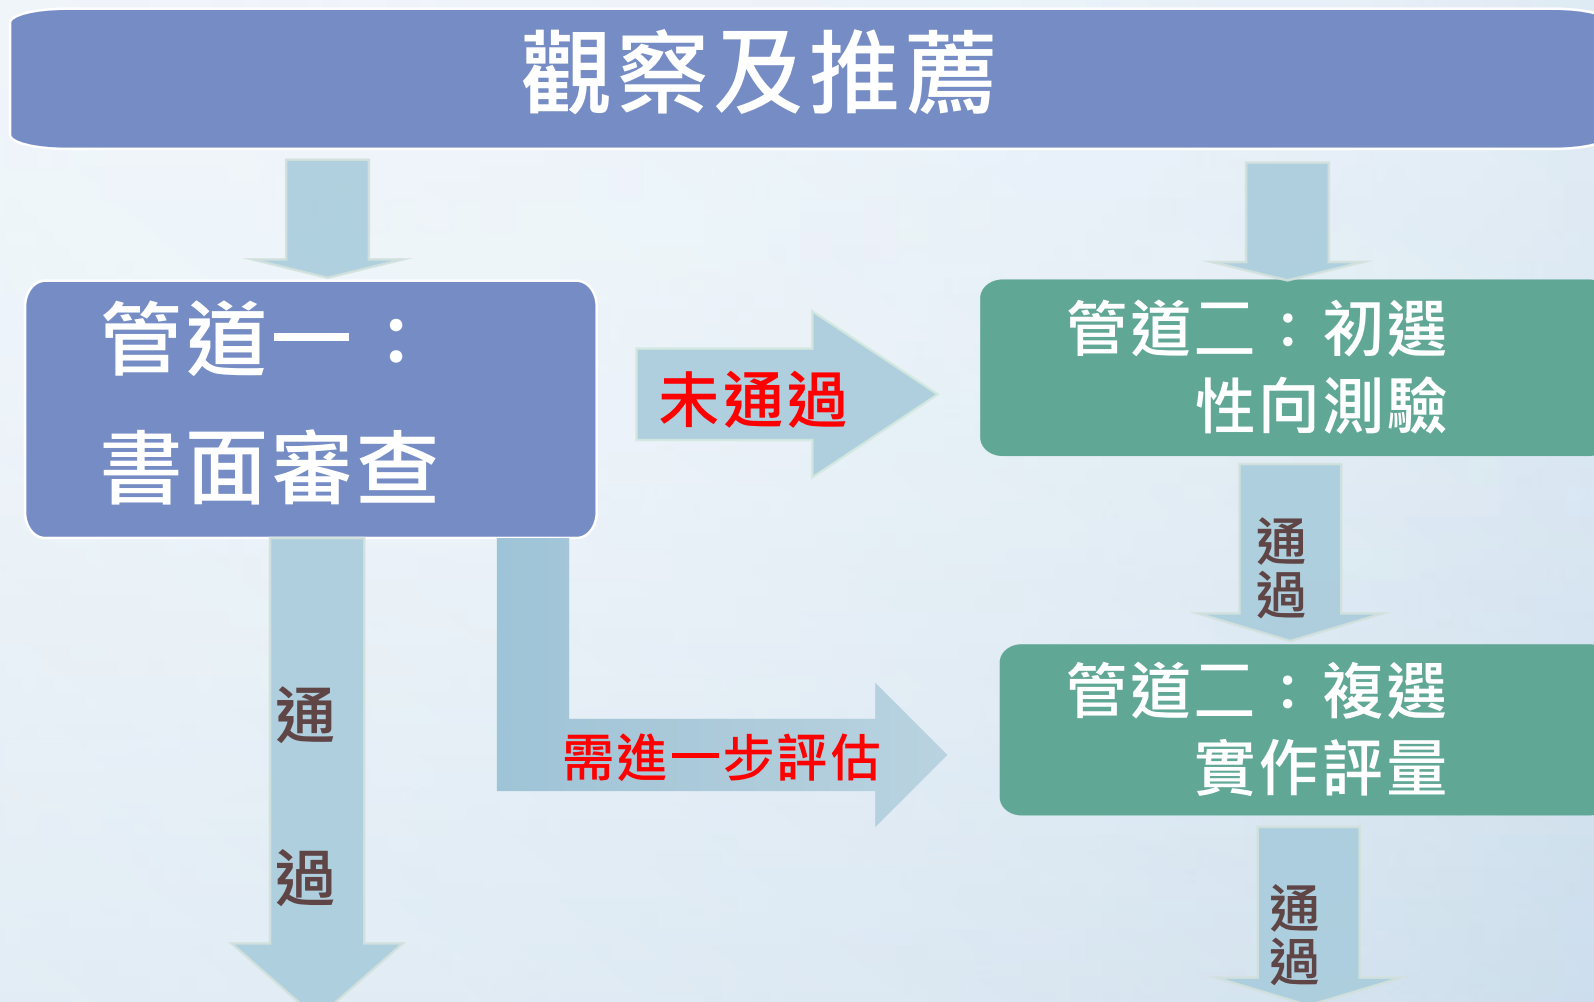 觀察及推薦
管道一：
書面審查
未通過
管道二：初選
性向測驗
通
過
需進一步評估
管道二：複選
實作評量
通
過
通
過